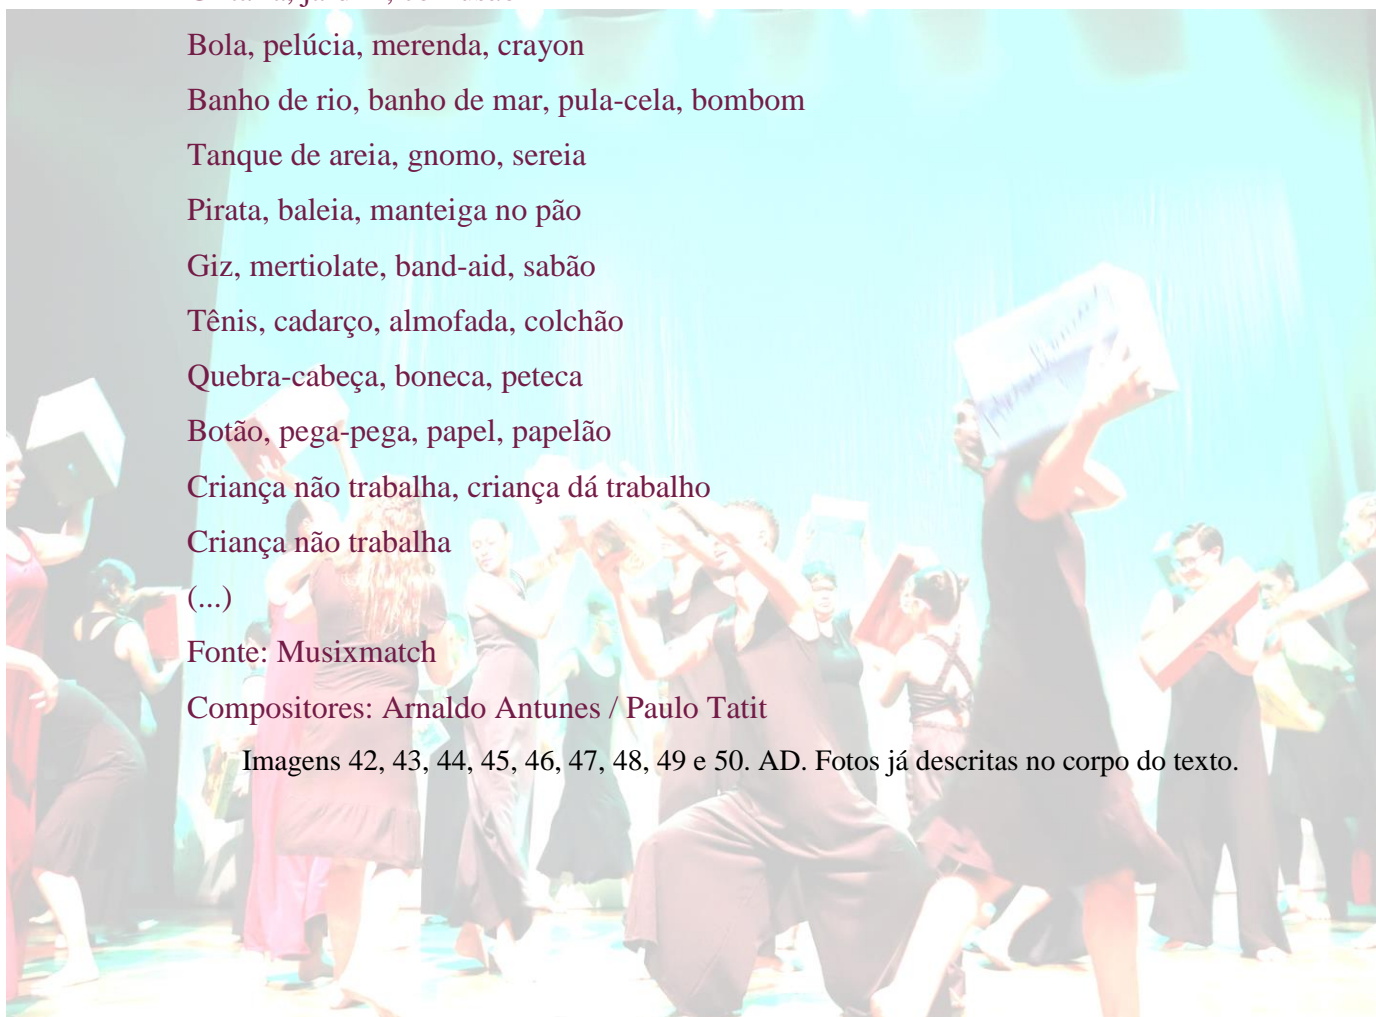 Bola, pelúcia, merenda, crayon
Banho de rio, banho de mar, pula-cela, bombom
Tanque de areia, gnomo, sereia
Pirata, baleia, manteiga no pão
Giz, mertiolate, band-aid, sabão
Tênis, cadarço, almofada, colchão
Quebra-cabeça, boneca, peteca
Botão, pega-pega, papel, papelão
Criança não trabalha, criança dá trabalho
Criança não trabalha
(...)
Fonte: Musixmatch
Compositores: Arnaldo Antunes / Paulo Tatit
Imagens 42, 43, 44, 45, 46, 47, 48, 49 e 50. AD. Fotos já descritas no corpo do texto.